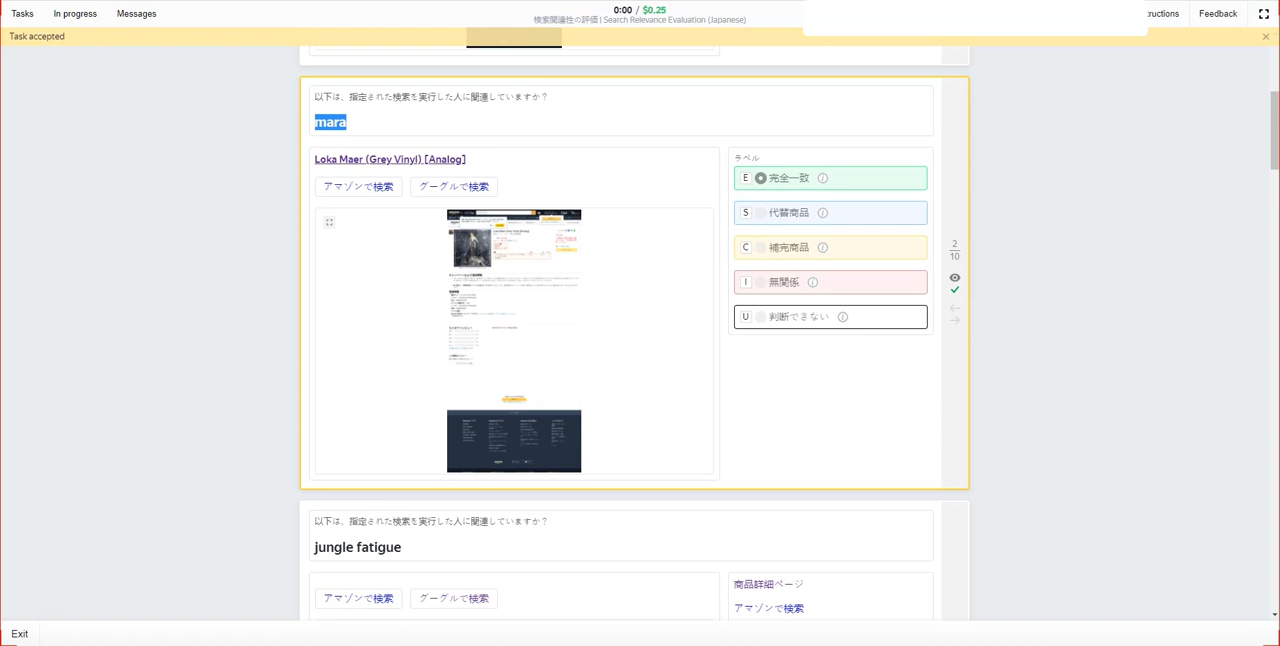 Tasks In progress Messages
0:00 / $0.25
検索関連性の評価 | Search Relevance Evaluation (Japanese)
Feedback
Task accepted
以下は、指定された検索を実行した人に関連していますか？
mara
Loka Maer (Grey Vinyl) [Analog]
アマゾンで検索 グーグルで検索
ラベル
E 完全一致
S 代替商品
C 補完商品
I 無関係
U 判断できない
2
10
以下は、指定された検索を実行した人に関連していますか？
jungle fatigue
アマゾンで検索 グーグルで検索
商品詳細ページ
アマゾンで検索
Exit